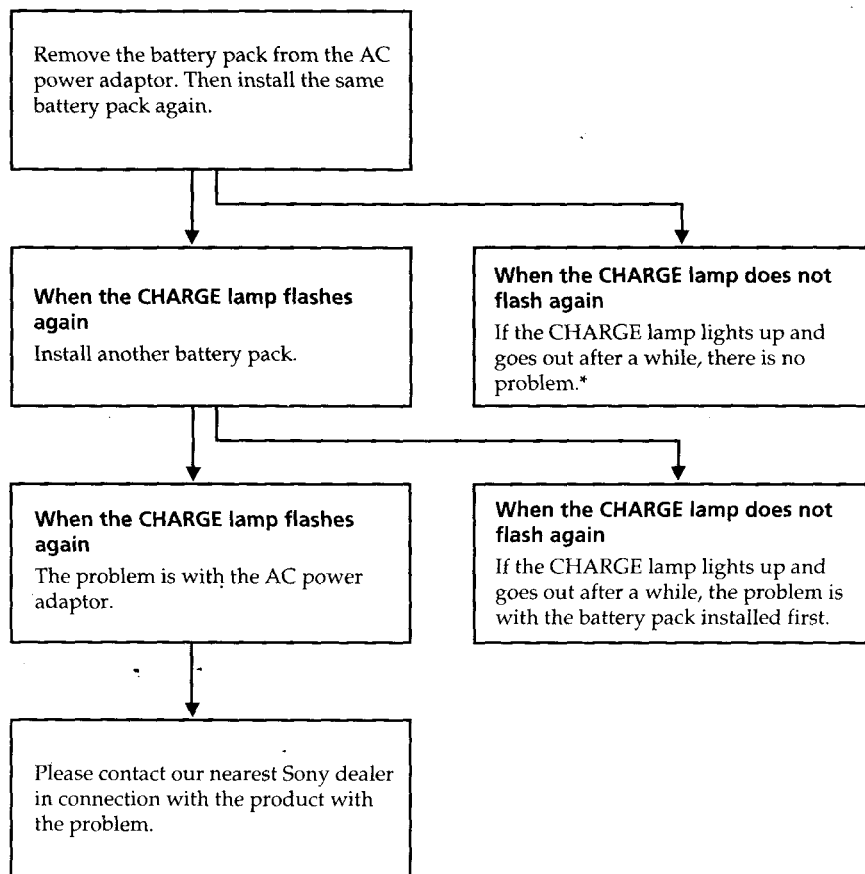 Remove the battery pack from the AC
power adaptor. Then install the same
battery pack again.
When the CHARGE lamp flashes
again
Install another battery pack.
When the CHARGE lamp does not
flash again
If the CHARGE lamp lights up and
goes out after a while, there is no
problem.*
When the CHARGE lamp flashes
again
The problem is with the AC power
adaptor.
When the CHARGE lamp does not
flash again
If the CHARGE lamp lights up and
goes out after a while, the problem is
with the battery pack installed first.
Please contact our nearest Sony dealer
in connection with the product with
the problem.